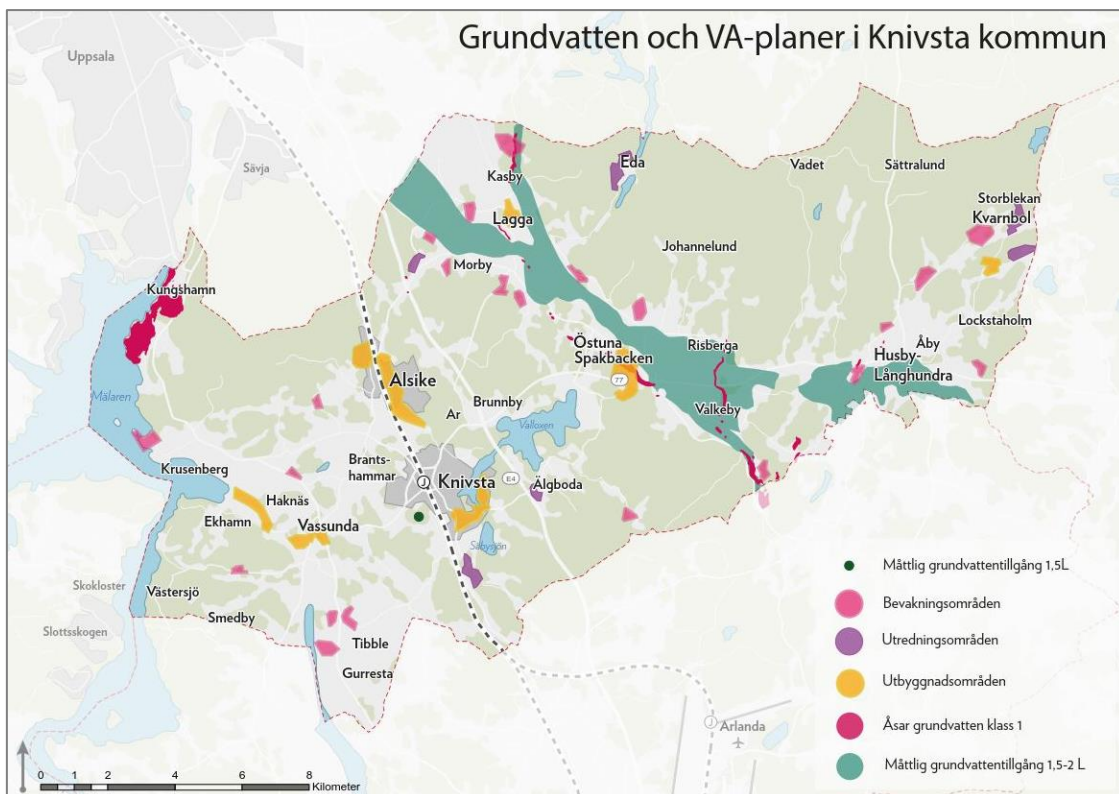 Grundvatten och VA-planer i Knivsta kommun
Uppsala
Sävja
Kasby
Eda
Vadet
Sättralund
Storblekan
Kvarnbol
Lagga
Johannelund
Morby
Kungshamn
Lockstaholm
Åby
Husby-
Långhundra
Östuna
Spakbacken
Risberga
77
Alsike
Valkeby
Mälaren
Ar
Brunnby
Valloxen
Brants-
hammar
J
Knivsta
E4
Älgboda
Krusenberg
Haknäs
Ekhamn
Vassunda
Säbysjön
Skokloster
Västersjö
Slottsskogen
Smedby
Tibble
Gurresta
J
Arlanda
Måttlig grundvattentillgång 1,5L
Bevakningsområden
Utredningsområden
Utbyggnadsområden
Åsar grundvatten klass 1
Måttlig grundvattentillgång 1,5-2 L
0 1 2 4 6 8
Kilometer